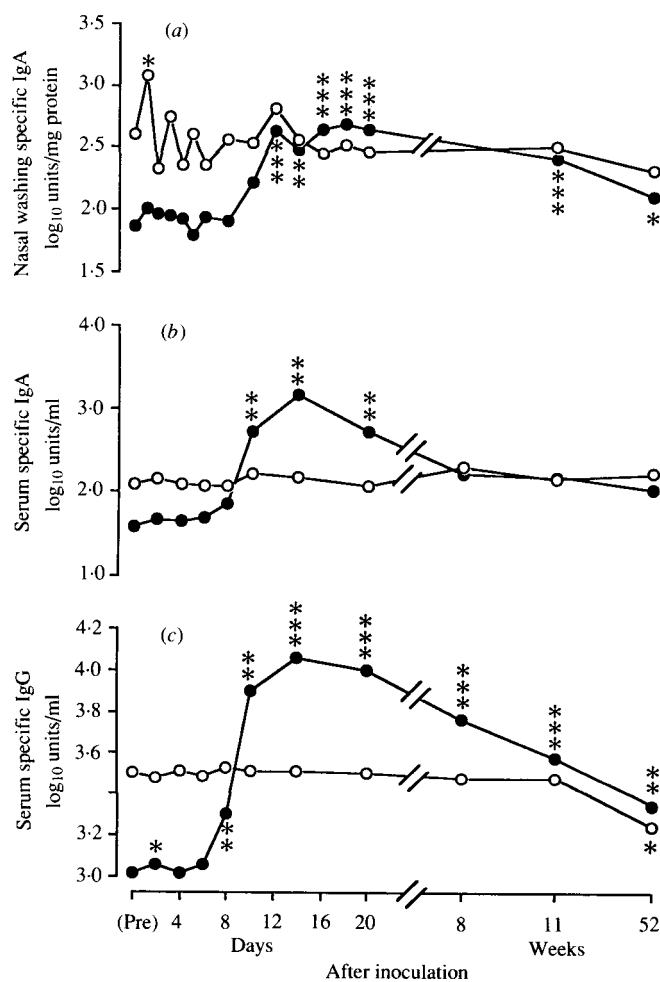 (a)
Nasal washing specific IgA
log10 units/mg protein
3·5
3·0
2·5
2·0
1·5
*
***
***
***
***
**
***
*
(b)
Serum specific IgA
log10 units/ml
4·0
3·0
2·0
1·0
**
**
**
(c)
Serum specific IgG
log10 units/ml
4·2
4·0
3·8
3·6
3·2
3·0
*
**
**
***
***
***
***
**
*
(Pre) 4 8 12 16 20 8 11 52
Days Weeks
After inoculation